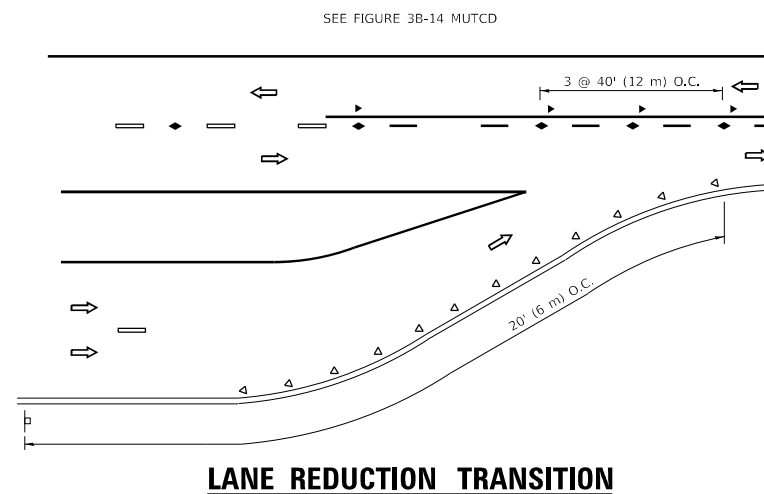 SEE FIGURE 3B-14 MUTCD
3 @ 40' (12 m) O.C.
20' (6 m) O.C.
LANE REDUCTION TRANSITION